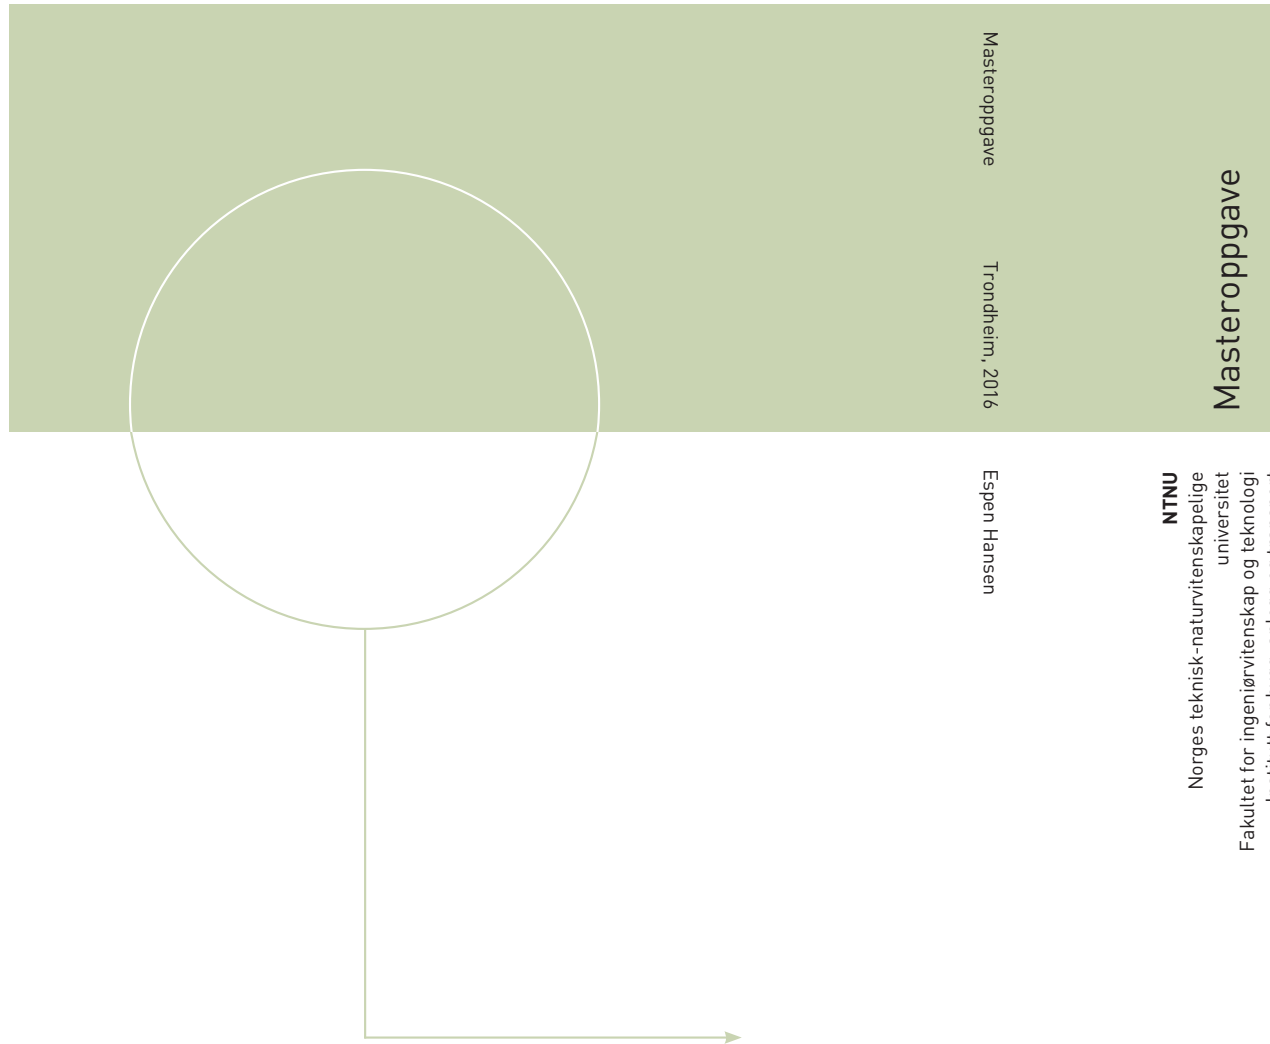 Masteroppgave
Trondheim, 2016
Espen Hansen
Masteroppgave
NTNU
Norges teknisk-naturvitenskapelige
universitet
Fakultet for ingeniørvitenskap og teknologi